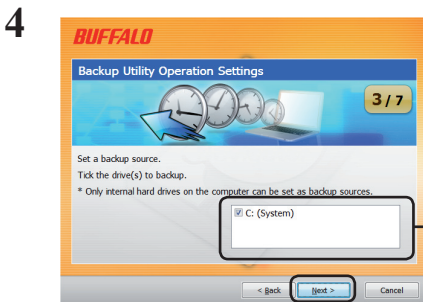 4
BUFFALO
Backup Utility Operation Settings
3 / 7
Set a backup source.
Tick the drive(s) to backup.
* Only internal hard drives on the computer can be set as backup sources.
C: (System)
< Back Next > Cancel